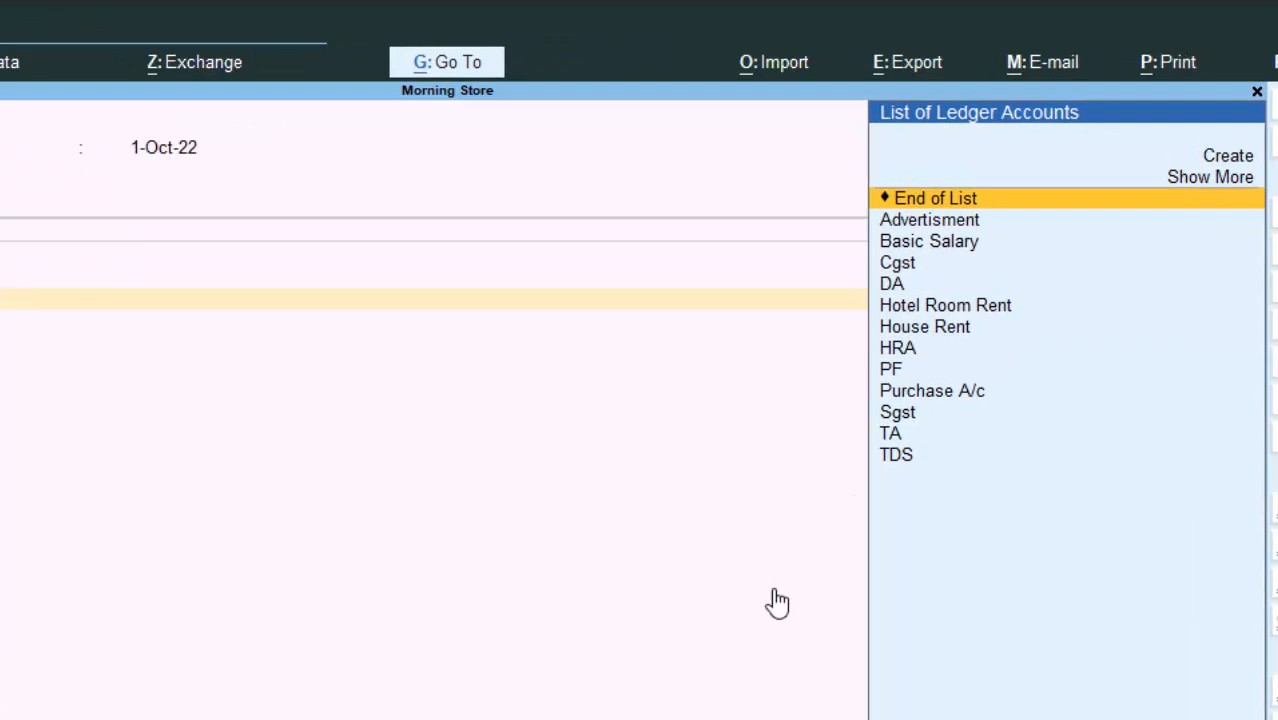 ata Z: Exchange G: Go To O: Import E: Export M: E-mail P: Print
Morning Store
List of Ledger Accounts
: 1-Oct-22
Create
Show More
♦ End of List
Advertisment
Basic Salary
Cgst
DA
Hotel Room Rent
House Rent
HRA
PF
Purchase A/c
Sgst
TA
TDS